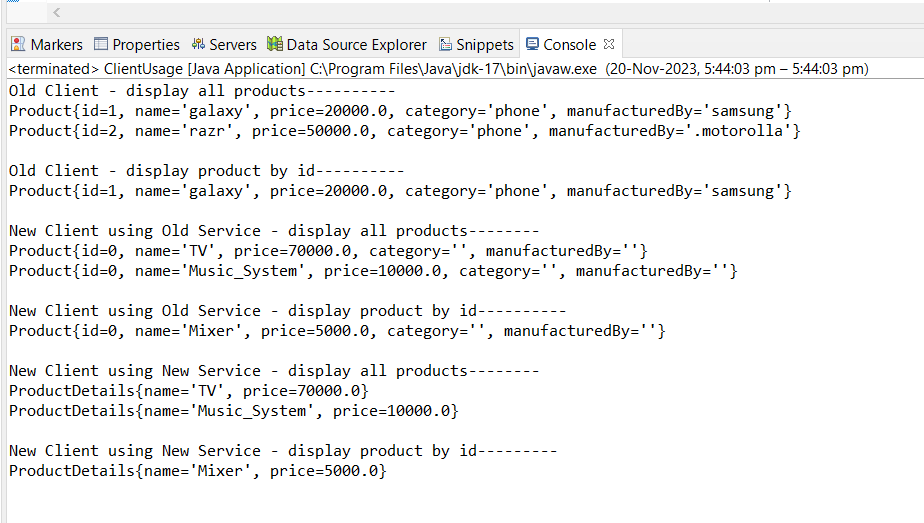 Markers Properties Servers Data Source Explorer Snippets Console
<terminated> ClientUsage [Java Application] C:\Program Files\Java\jdk-17\bin\javaw.exe (20-Nov-2023, 5:44:03 pm – 5:44:03 pm)
Old Client - display all products----------
Product{id=1, name='galaxy', price=20000.0, category='phone', manufacturedBy='samsung'}
Product{id=2, name='razr', price=50000.0, category='phone', manufacturedBy='.motorolla'}
Old Client - display product by id----------
Product{id=1, name='galaxy', price=20000.0, category='phone', manufacturedBy='samsung'}
New Client using Old Service - display all products--------
Product{id=0, name='TV', price=70000.0, category='', manufacturedBy=''}
Product{id=0, name='Music_System', price=10000.0, category='', manufacturedBy=''}
New Client using Old Service - display product by id----------
Product{id=0, name='Mixer', price=5000.0, category='', manufacturedBy=''}
New Client using New Service - display all products--------
ProductDetails{name='TV', price=70000.0}
ProductDetails{name='Music_System', price=10000.0}
New Client using New Service - display product by id---------
ProductDetails{name='Mixer', price=5000.0}